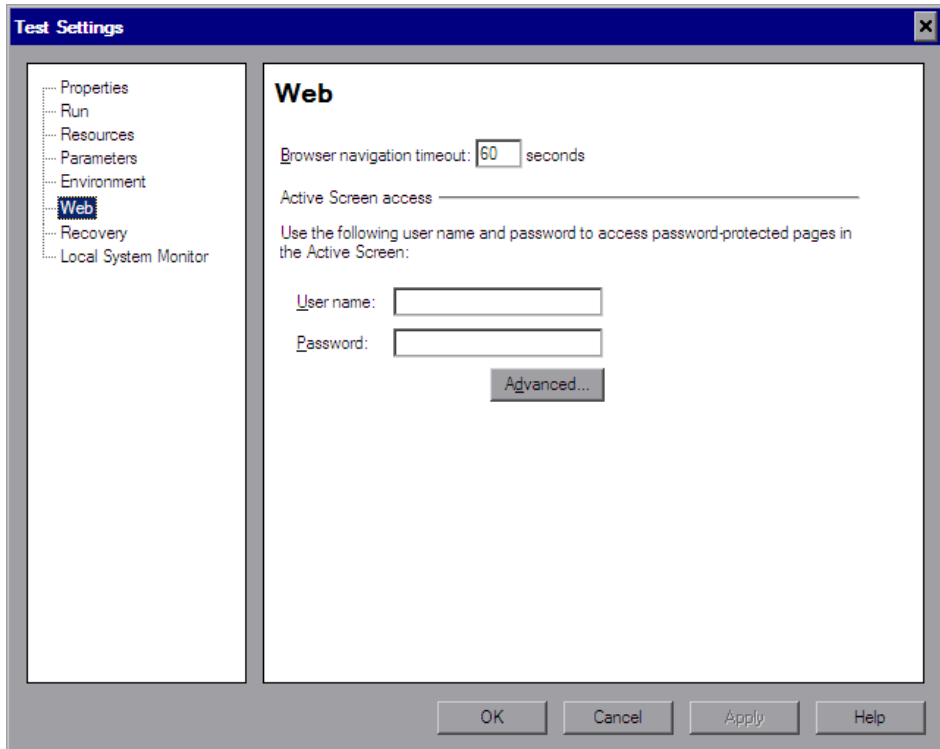 Test Settings
Properties
Run
Resources
Parameters
Environment
Web
Recovery
Local System Monitor
Web
Browser navigation timeout: 60 seconds
Active Screen access
Use the following user name and password to access password-protected pages in
the Active Screen:
User name:
Password:
Advanced...
OK Cancel Apply Help